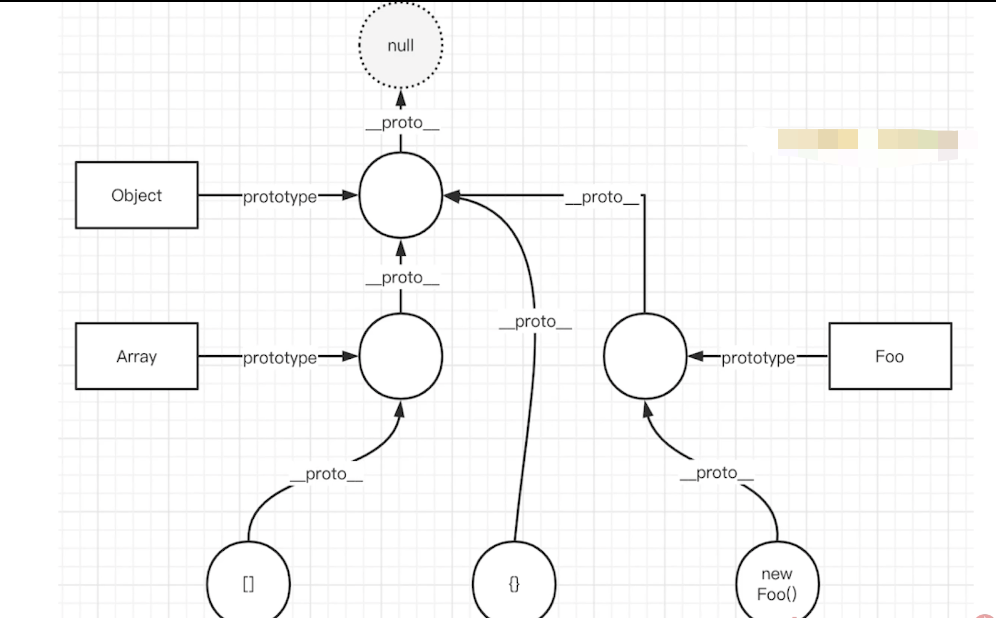 null
__proto__
Object
prototype
__proto__
__proto__
__proto__
Array
prototype
prototype
Foo
__proto__
__proto__
[]
{}
new
Foo()